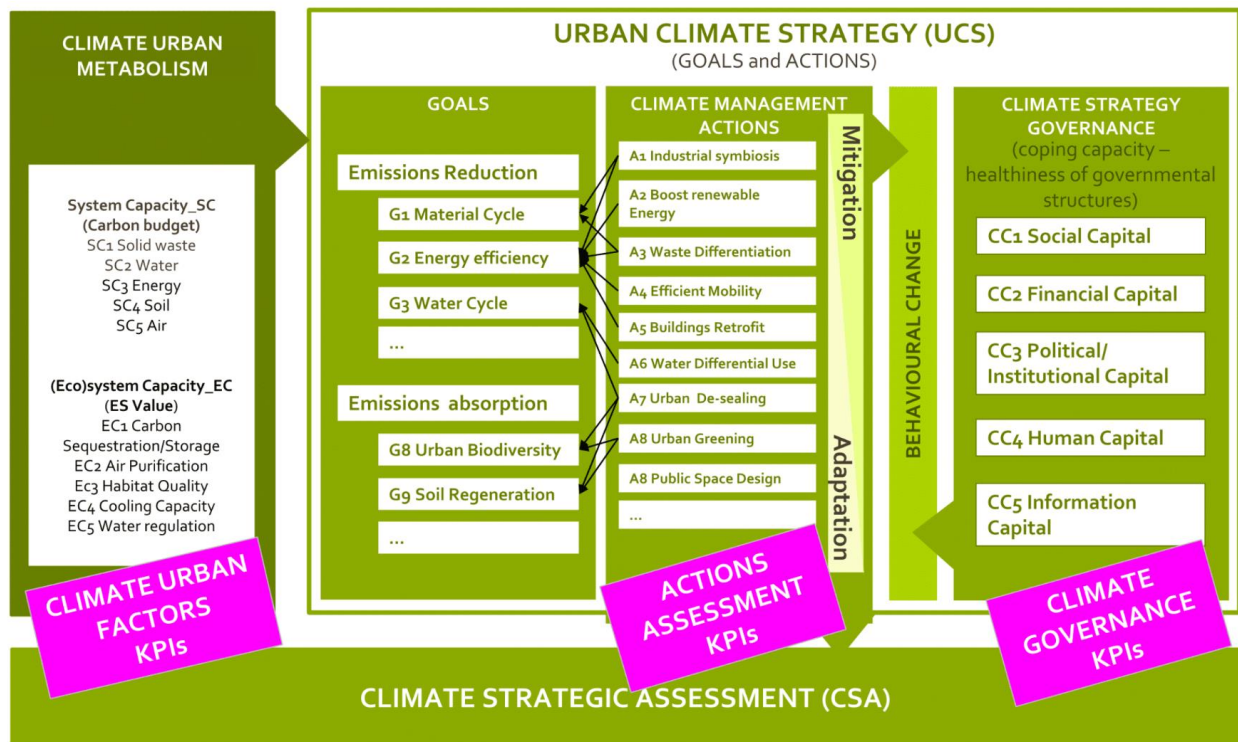 CLIMATE URBAN
METABOLISM
System Capacity_SC
(Carbon budget)
SC1 Solid waste
SC2 Water
SC3 Energy
SC4 Soil
SC5 Air
(Eco)system Capacity_EC
(ES Value)
EC1 Carbon
Sequestration/Storage
EC2 Air Purification
Ec3 Habitat Quality
EC4 Cooling Capacity
EC5 Water regulation
CLIMATE URBAN
FACTORS
KPIs
URBAN CLIMATE STRATEGY (UCS)
(GOALS and ACTIONS)
GOALS
Emissions Reduction
G1 Material Cycle
G2 Energy efficiency
G3 Water Cycle
...
Emissions absorption
G8 Urban Biodiversity
G9 Soil Regeneration
...
CLIMATE MANAGEMENT
ACTIONS
A1 Industrial symbiosis
A2 Boost renewable
Energy
A3 Waste Differentiation
A4 Efficient Mobility
A5 Buildings Retrofit
A6 Water Differential Use
A7 Urban De-sealing
A8 Urban Greening
A8 Public Space Design
...
Mitigation
Adaptation
ACTIONS
ASSESSMENT
KPIs
BEHAVIOURAL CHANGE
CLIMATE STRATEGY
GOVERNANCE
(coping capacity –
healthiness of governmental
structures)
CC1 Social Capital
CC2 Financial Capital
CC3 Political/
Institutional Capital
CC4 Human Capital
CC5 Information
Capital
CLIMATE
GOVERNANCE
KPIs
CLIMATE STRATEGIC ASSESSMENT (CSA)